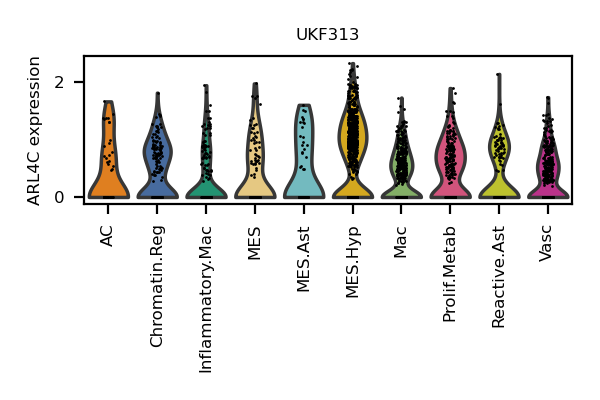 UKF313
ARL4C expression
2
0
AC
Chromatin.Reg
Inflammatory.Mac
MES
MES.Ast
MES.Hyp
Mac
Prolif.Metab
Reactive.Ast
Vasc